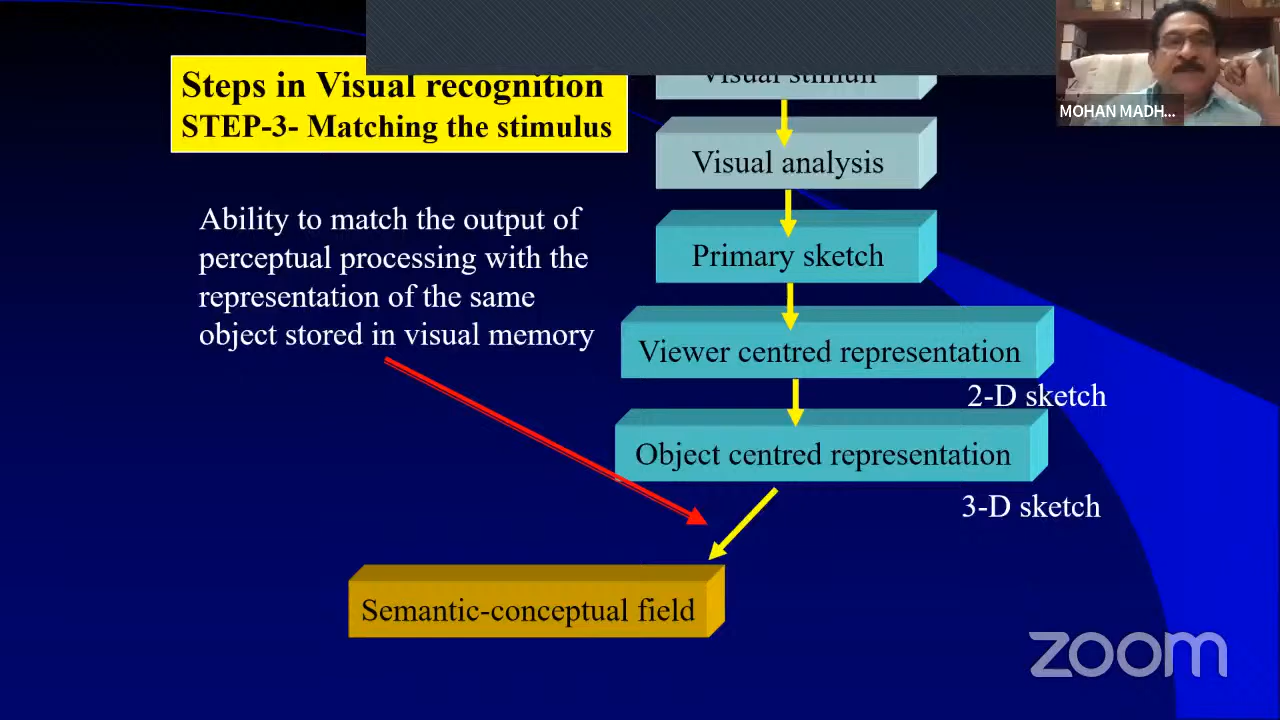 Steps in Visual recognition
STEP-3- Matching the stimulus
Ability to match the output of
perceptual processing with the
representation of the same
object stored in visual memory
Visual stimuli
Visual analysis
Primary sketch
Viewer centred representation
2-D sketch
Object centred representation
3-D sketch
Semantic-conceptual field
MOHAN MADH...
zoom